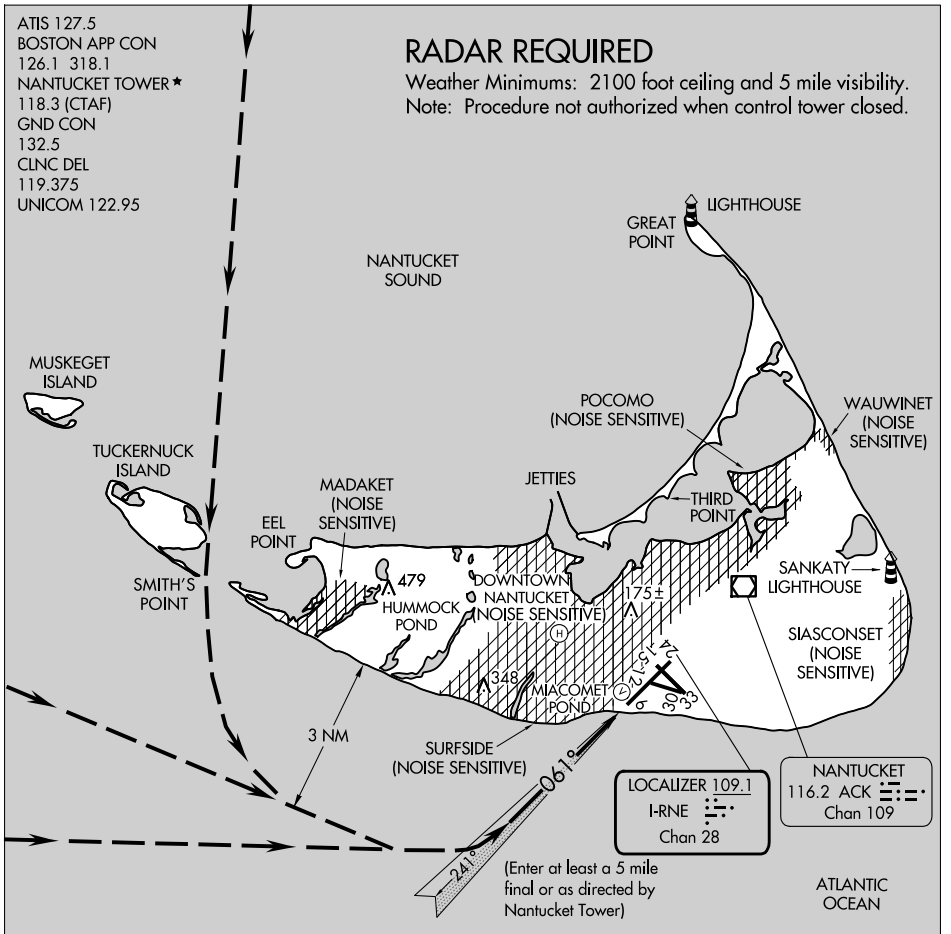 ATIS 127.5
BOSTON APP CON
126.1 318.1
NANTUCKET TOWER★
118.3 (CTAF)
GND CON
132.5
CLNC DEL
119.375
UNICOM 122.95
RADAR REQUIRED
Weather Minimums: 2100 foot ceiling and 5 mile visibility.
Note: Procedure not authorized when control tower closed.
LIGHTHOUSE
GREAT
POINT
NANTUCKET
SOUND
MUSKEGET
ISLAND
POCOMO
(NOISE SENSITIVE)
WAUWINET
(NOISE
SENSITIVE)
TUCKERNUCK
ISLAND
MADAKET
(NOISE
SENSITIVE)
JETTIES
THIRD
POINT
EEL
POINT
SMITH'S
POINT
479
HUMMOCK
POND
DOWNTOWN
NANTUCKET
(NOISE SENSITIVE)
H
175±
SANKATY
LIGHTHOUSE
SIASCONSET
(NOISE
SENSITIVE)
348
MIACOMET
POND
V
6
12
15
24
30
33
3 NM
SURFSIDE
(NOISE SENSITIVE)
061°
241°
LOCALIZER 109.1
I-RNE
Chan 28
NANTUCKET
116.2 ACK
Chan 109
(Enter at least a 5 mile
final or as directed by
Nantucket Tower)
ATLANTIC
OCEAN